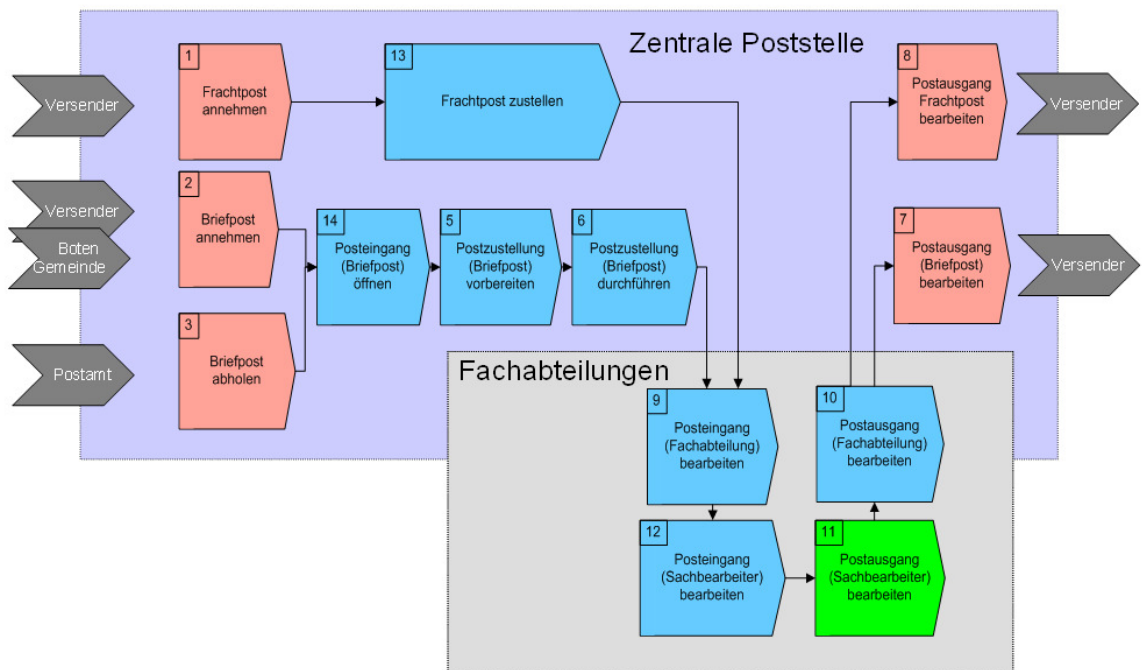 Zentrale Poststelle
Versender
1
Frachtpost
annehmen
13
Frachtpost zustellen
8
Postausgang
Frachtpost
bearbeiten
Versender
Versender
Boten
Gemeinde
2
Briefpost
annehmen
14
Posteingang
(Briefpost)
öffnen
5
Postzustellung
(Briefpost)
vorbereiten
6
Postzustellung
(Briefpost)
durchführen
7
Postausgang
(Briefpost)
bearbeiten
Versender
Postamt
3
Briefpost
abholen
Fachabteilungen
9
Posteingang
(Fachabteilung)
bearbeiten
10
Postausgang
(Fachabteilung)
bearbeiten
12
Posteingang
(Sachbearbeiter)
bearbeiten
11
Postausgang
(Sachbearbeiter)
bearbeiten